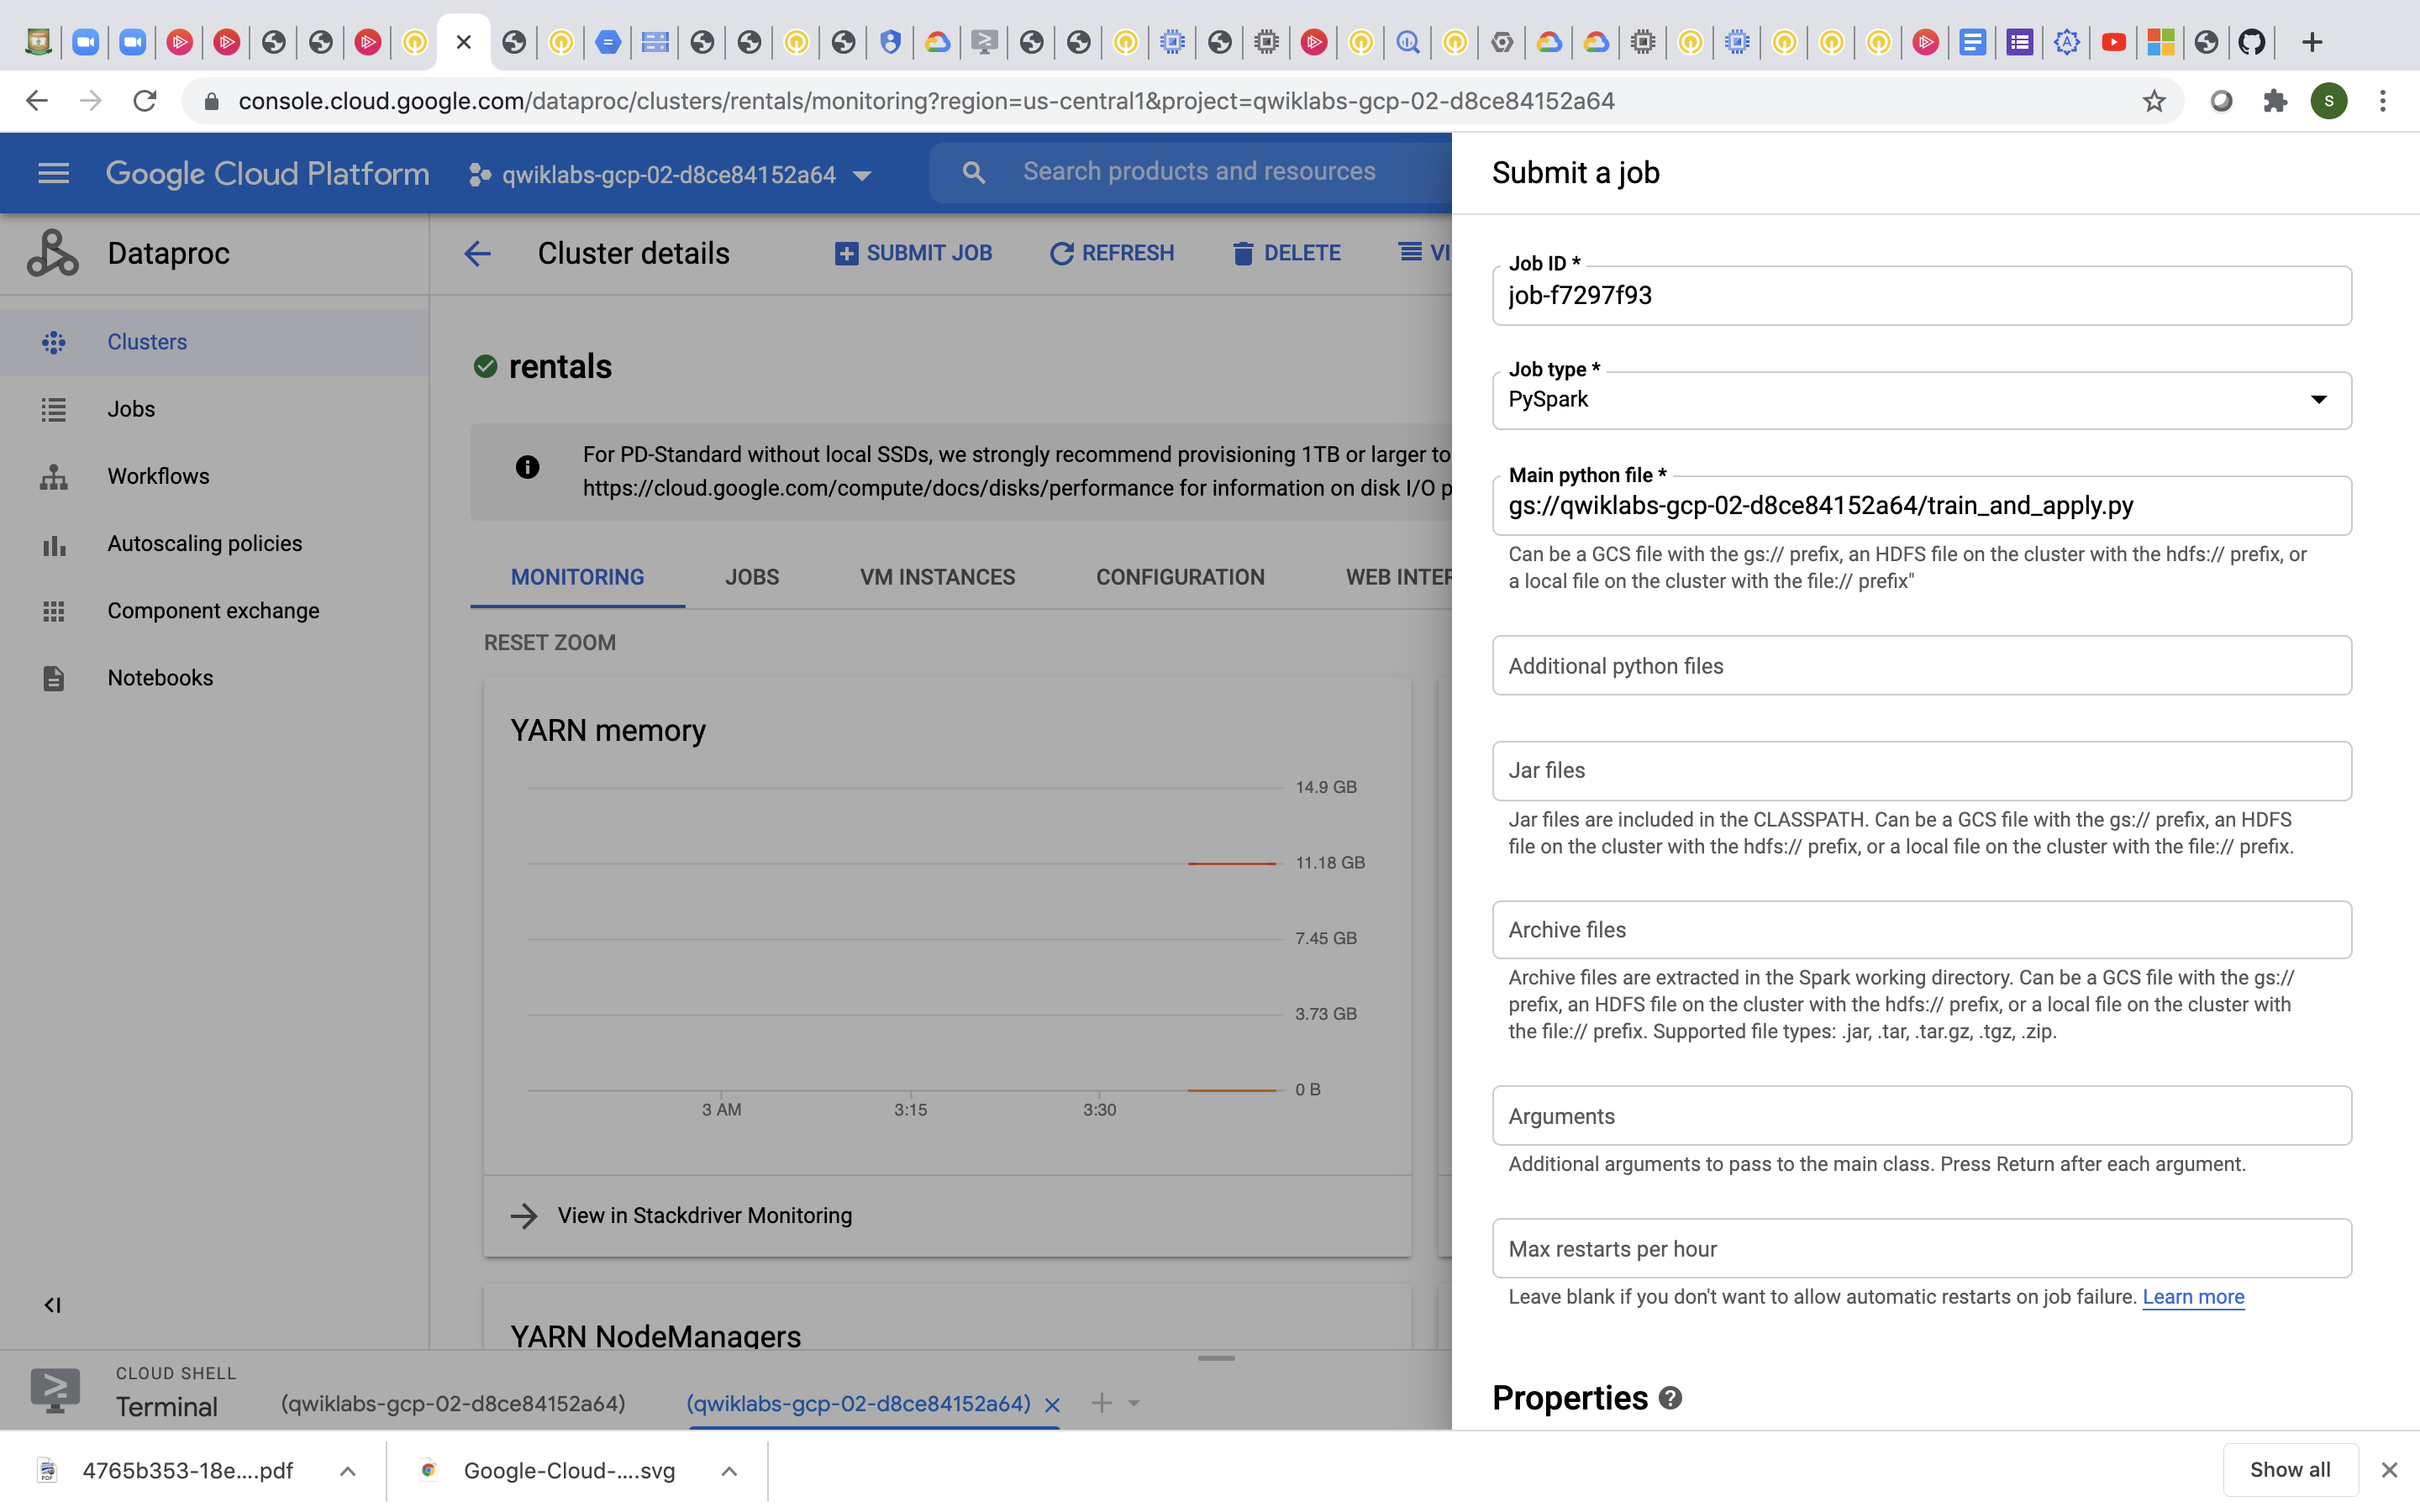 console.cloud.google.com/dataproc/clusters/rentals/monitoring?region=us-central1&project=qwiklabs-gcp-02-d8ce84152a64
S
Google Cloud Platform
qwiklabs-gcp-02-d8ce84152a64
Search products and resources
Dataproc
Clusters
Jobs
Workflows
Autoscaling policies
Component exchange
Notebooks
Cluster details
SUBMIT JOB
REFRESH
DELETE
VI
rentals
For PD-Standard without local SSDs, we strongly recommend provisioning 1TB or larger to
https://cloud.google.com/compute/docs/disks/performance for information on disk I/O p
MONITORING
JOBS
VM INSTANCES
CONFIGURATION
WEB INTER
RESET ZOOM
YARN memory
14.9 GB
11.18 GB
7.45 GB
3.73 GB
0 B
3 AM
3:15
3:30
View in Stackdriver Monitoring
YARN NodeManagers
Submit a job
Job ID *
job-f7297f93
Job type *
PySpark
Main python file *
gs://qwiklabs-gcp-02-d8ce84152a64/train_and_apply.py
Can be a GCS file with the gs:// prefix, an HDFS file on the cluster with the hdfs:// prefix, or
a local file on the cluster with the file:// prefix"
Additional python files
Jar files
Jar files are included in the CLASSPATH. Can be a GCS file with the gs:// prefix, an HDFS
file on the cluster with the hdfs:// prefix, or a local file on the cluster with the file:// prefix.
Archive files
Archive files are extracted in the Spark working directory. Can be a GCS file with the gs://
prefix, an HDFS file on the cluster with the hdfs:// prefix, or a local file on the cluster with
the file:// prefix. Supported file types: .jar, .tar, .tar.gz, .tgz, .zip.
Arguments
Additional arguments to pass to the main class. Press Return after each argument.
Max restarts per hour
Leave blank if you don't want to allow automatic restarts on job failure. Learn more
Properties
CLOUD SHELL
Terminal
(qwiklabs-gcp-02-d8ce84152a64)
(qwiklabs-gcp-02-d8ce84152a64)
4765b353-18e....pdf
Google-Cloud-....svg
Show all